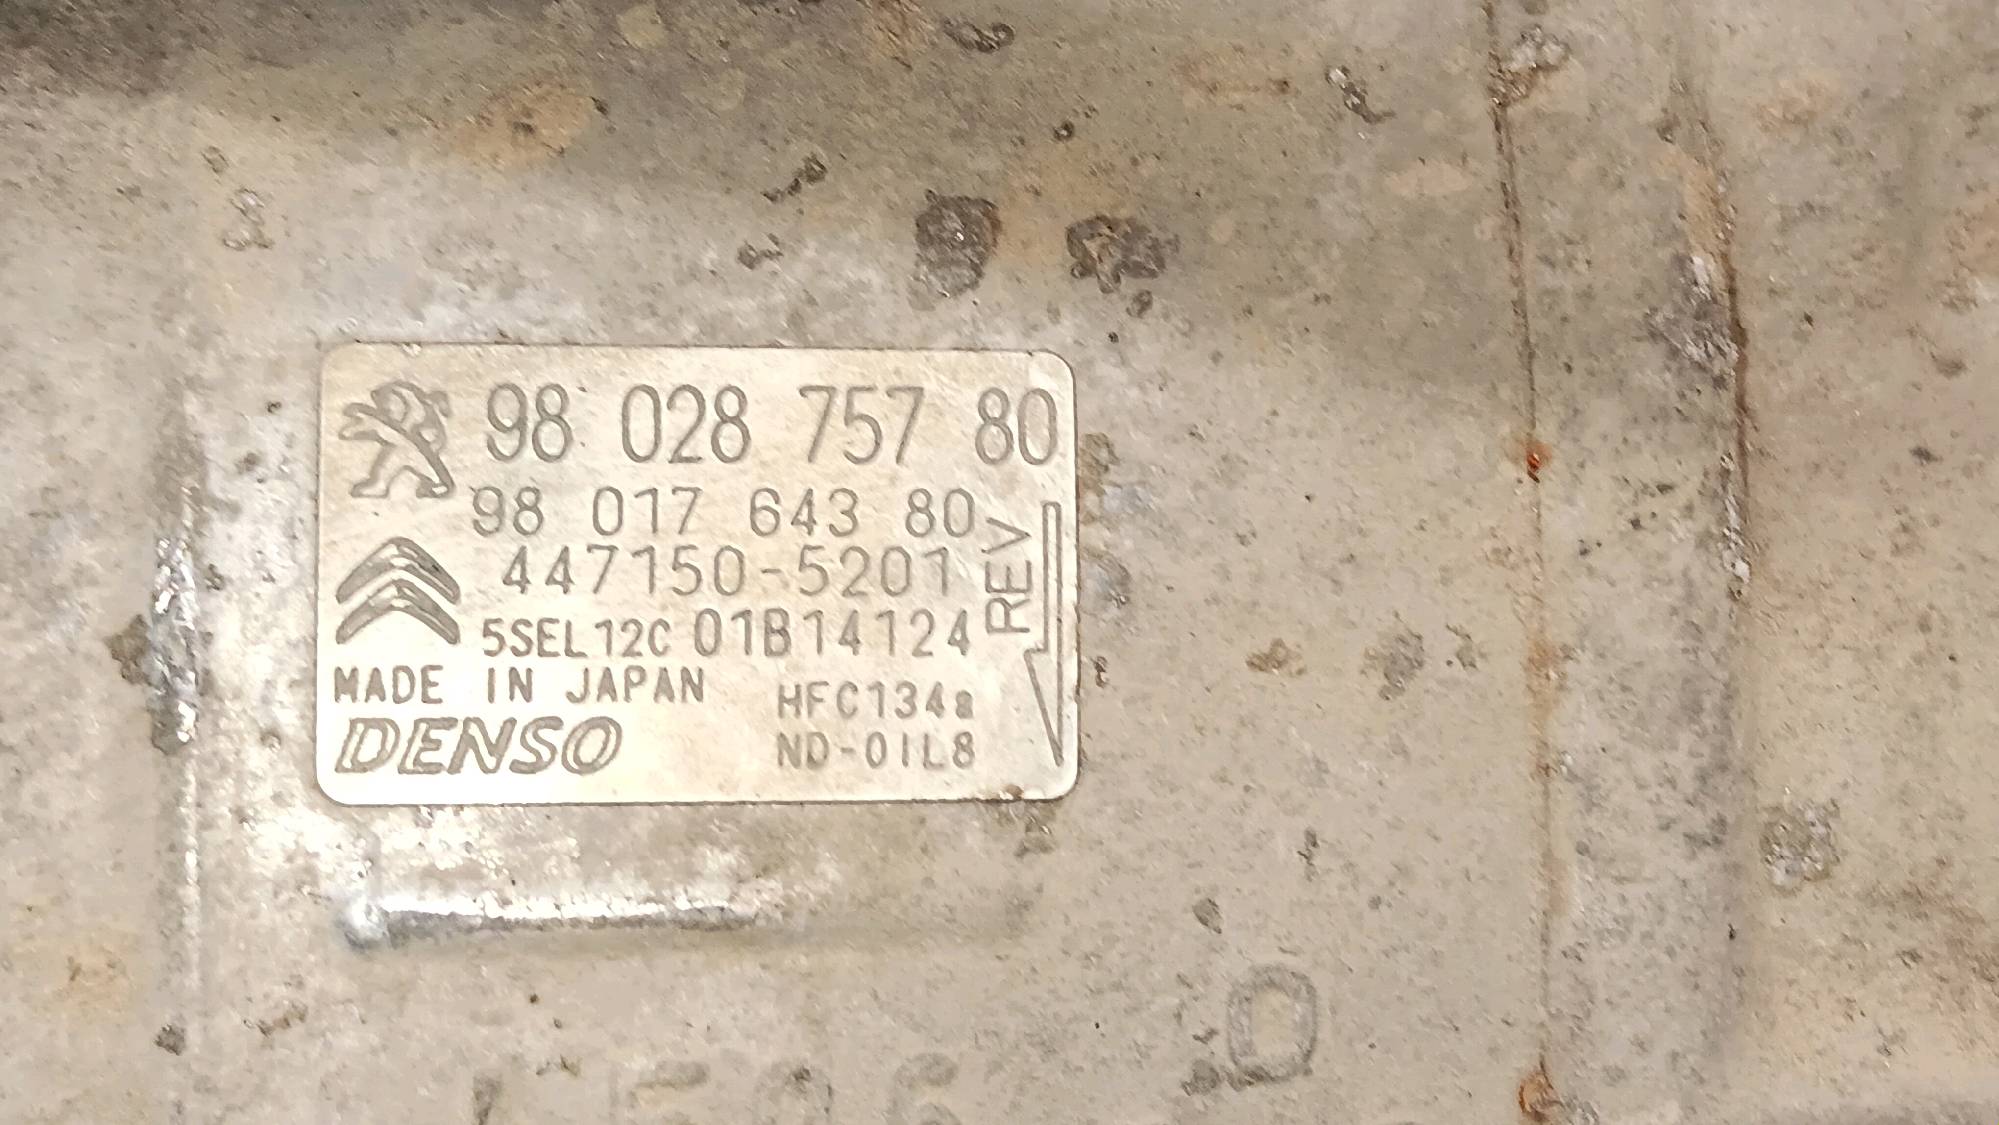 98 028 757 80
98 017 643 80
447150-5201
5SEL12C 01B14124
REV
MADE IN JAPAN
HFC134a
DENSO
ND-OIL8